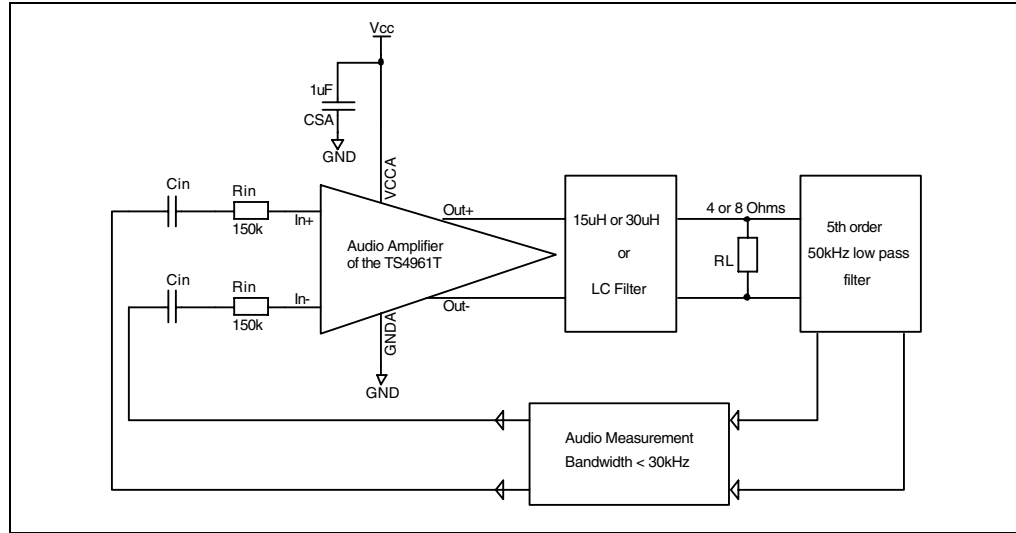 Vcc
1uF
CSA
GND
VCCA
Cin
Rin
In+
150k
Audio Amplifier
of the TS4961T
Out+
15uH or 30uH
or
LC Filter
4 or 8 Ohms
RL
5th order
50kHz low pass
filter
Cin
Rin
In-
150k
Out-
GNDA
GND
Audio Measurement
Bandwidth < 30kHz